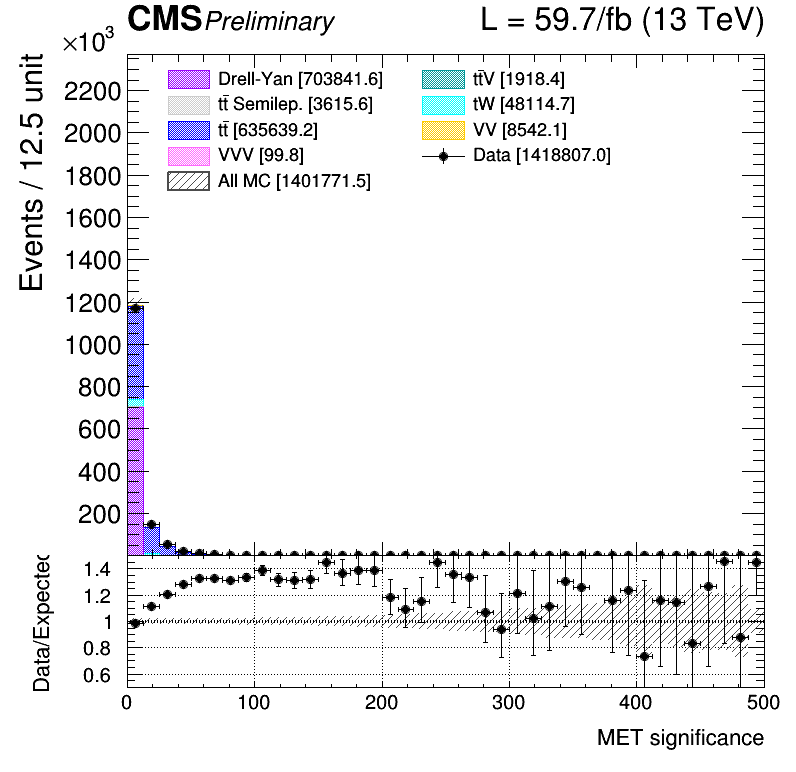 CMS Preliminary L = 59.7/fb (13 TeV)
×10³
Events / 12.5 unit
2200
2000
1800
1600
1400
1200
1000
800
600
400
200
Drell-Yan [703841.6]
tt̄ Semilep. [3615.6]
tt̄ [635639.2]
VVV [99.8]
All MC [1401771.5]
tt̄V [1918.4]
tW [48114.7]
VV [8542.1]
Data [1418807.0]
Data/Expected
1.4
1.2
1
0.8
0.6
0 100 200 300 400 500
MET significance